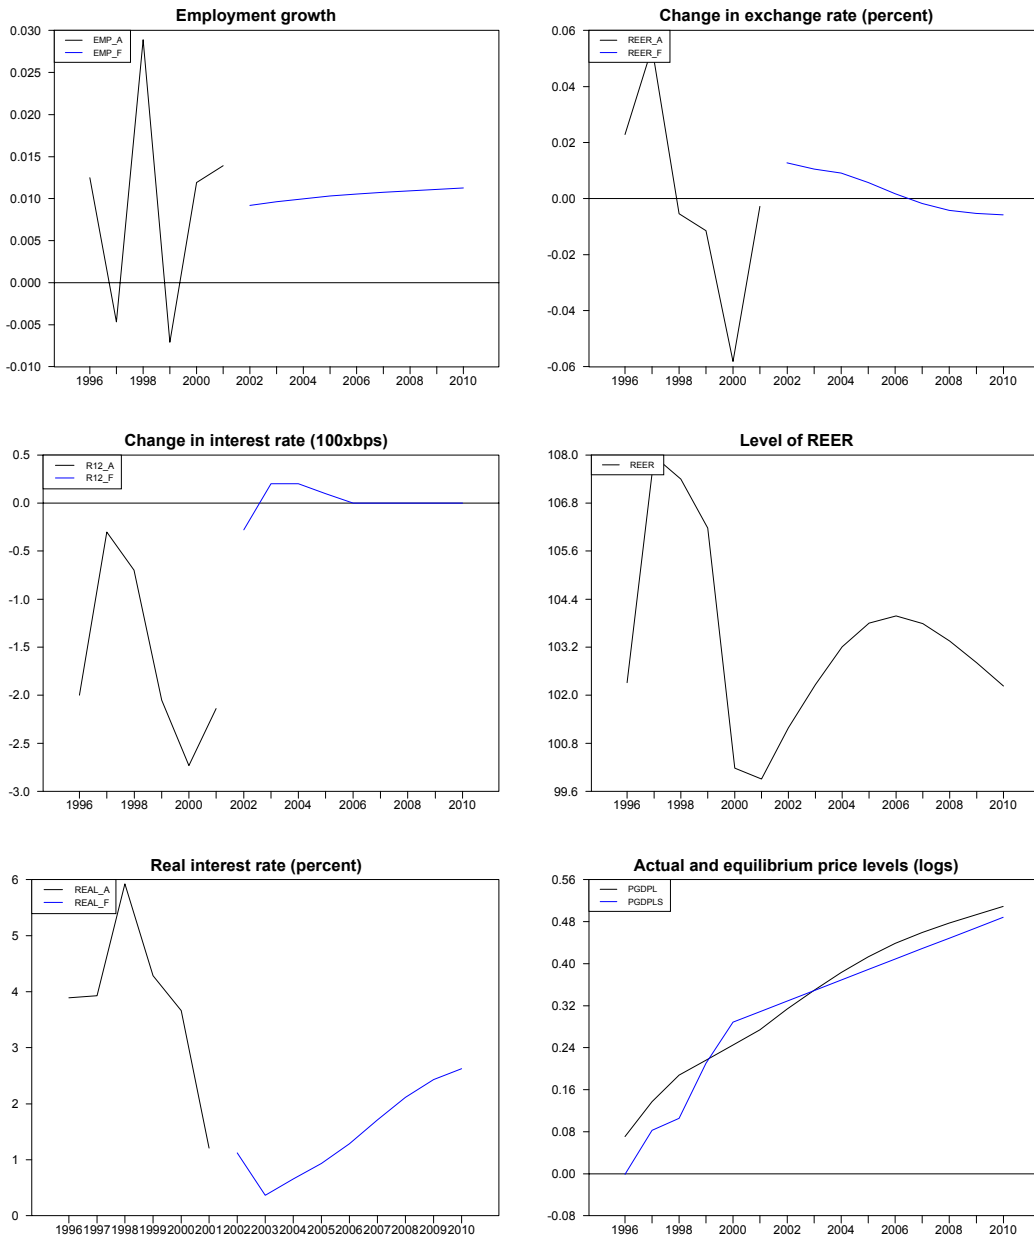 Employment growth
EMP_A
EMP_F
0.030
0.025
0.020
0.015
0.010
0.005
0.000
-0.005
-0.010
1996 1998 2000 2002 2004 2006 2008 2010
Change in exchange rate (percent)
REER_A
REER_F
0.06
0.04
0.02
0.00
-0.02
-0.04
-0.06
1996 1998 2000 2002 2004 2006 2008 2010
Change in interest rate (100xbps)
R12_A
R12_F
0.5
0.0
-0.5
-1.0
-1.5
-2.0
-2.5
-3.0
1996 1998 2000 2002 2004 2006 2008 2010
Level of REER
REER
108.0
106.8
105.6
104.4
103.2
102.0
100.8
99.6
1996 1998 2000 2002 2004 2006 2008 2010
Real interest rate (percent)
REAL_A
REAL_F
6
5
4
3
2
1
0
1996 1997 1998 1999 2000 2001 2002 2003 2004 2005 2006 2007 2008 2009 2010
Actual and equilibrium price levels (logs)
PGDPL
PGDPLS
0.56
0.48
0.40
0.32
0.24
0.16
0.08
0.00
-0.08
1996 1998 2000 2002 2004 2006 2008 2010